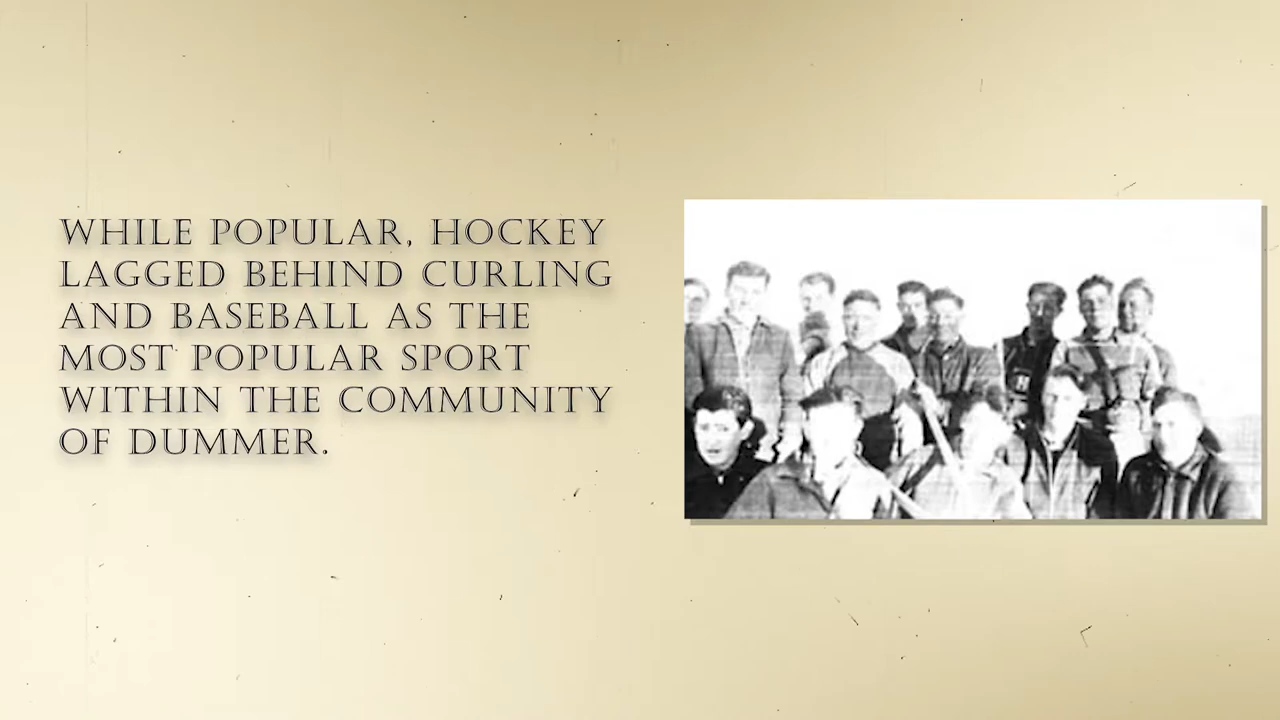 WHILE POPULAR, HOCKEY
LAGGED BEHIND CURLING
AND BASEBALL AS THE
MOST POPULAR SPORT
WITHIN THE COMMUNITY
OF DUMMER.